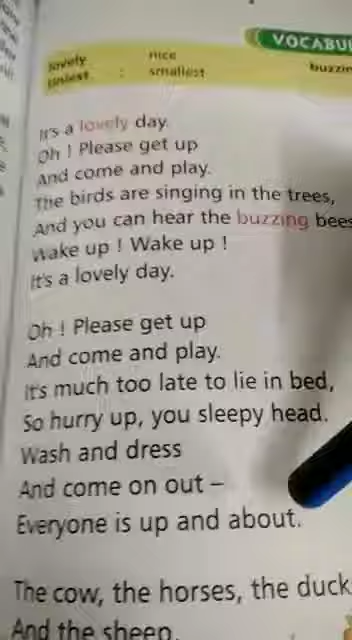 VOCABUL
lovely : nice
tiniest : smallest
buzzin
It's a lovely day.
Oh ! Please get up
And come and play.
The birds are singing in the trees,
And you can hear the buzzing bees
Wake up ! Wake up !
It's a lovely day.
Oh ! Please get up
And come and play.
It's much too late to lie in bed,
So hurry up, you sleepy head.
Wash and dress
And come on out –
Everyone is up and about.
The cow, the horses, the duck
And the sheep,